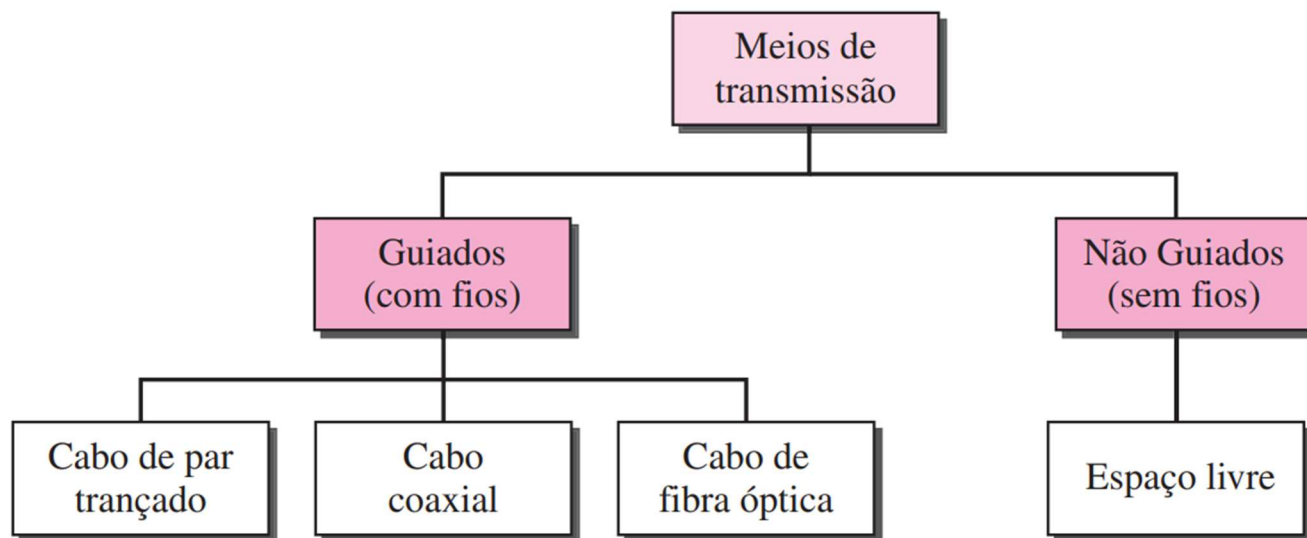 Meios de
transmissão
Guiados
(com fios)
Não Guiados
(sem fios)
Cabo de par
trançado
Cabo
coaxial
Cabo de
fibra óptica
Espaço livre